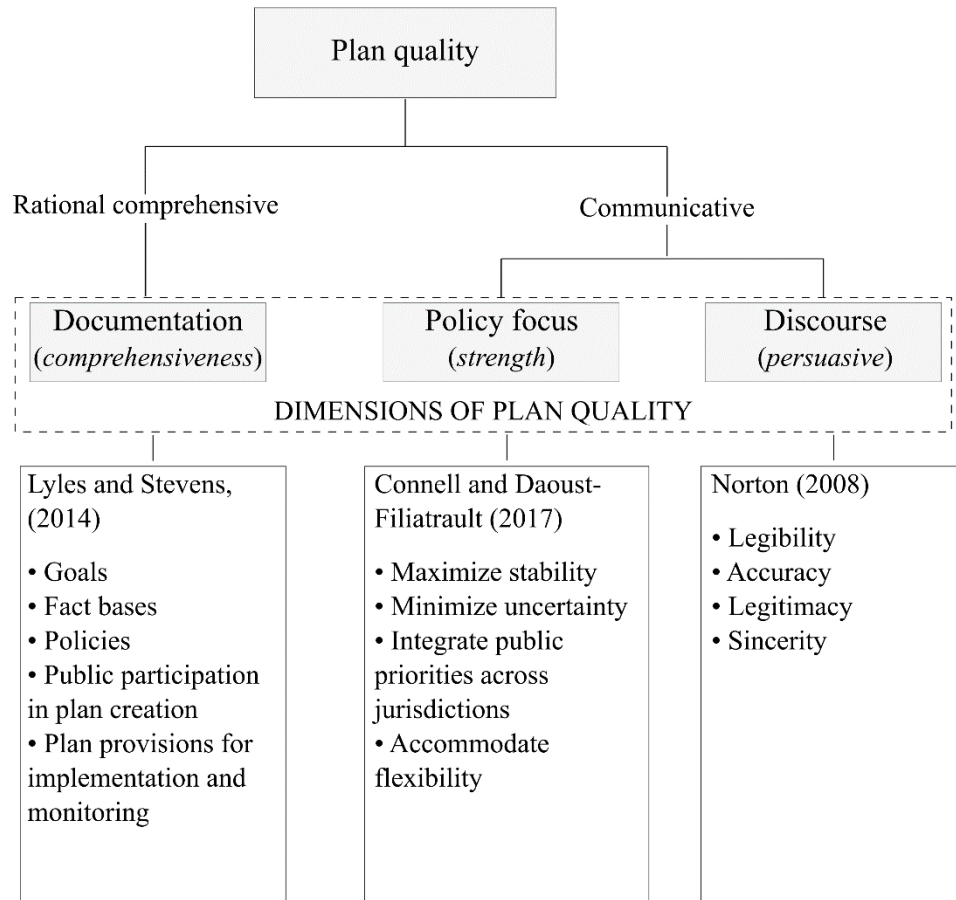 Plan quality
Rational comprehensive
Communicative
Documentation
(comprehensiveness)
Policy focus
(strength)
Discourse
(persuasive)
DIMENSIONS OF PLAN QUALITY
Lyles and Stevens,
(2014)
• Goals
• Fact bases
• Policies
• Public participation
in plan creation
• Plan provisions for
implementation and
monitoring
Connell and Daoust-
Filiatrault (2017)
• Maximize stability
• Minimize uncertainty
• Integrate public
priorities across
jurisdictions
• Accommodate
flexibility
Norton (2008)
• Legibility
• Accuracy
• Legitimacy
• Sincerity